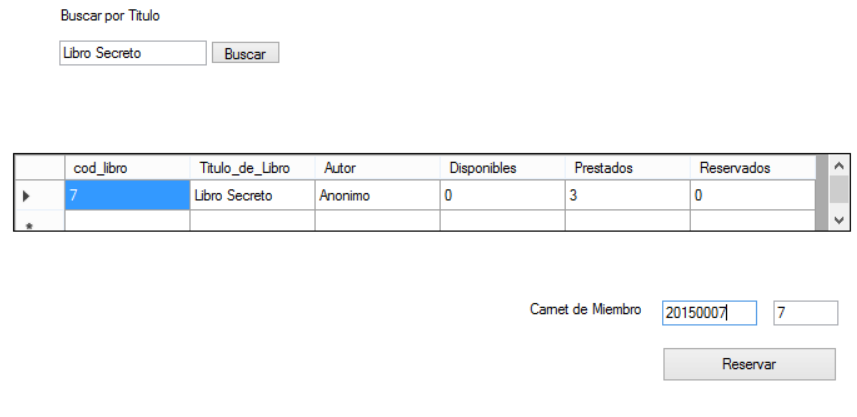 Buscar por Titulo
Libro Secreto Buscar
cod_libro Titulo_de_Libro Autor Disponibles Prestados Reservados
7 Libro Secreto Anonimo 0 3 0
*
Carnet de Miembro 20150007 7
Reservar